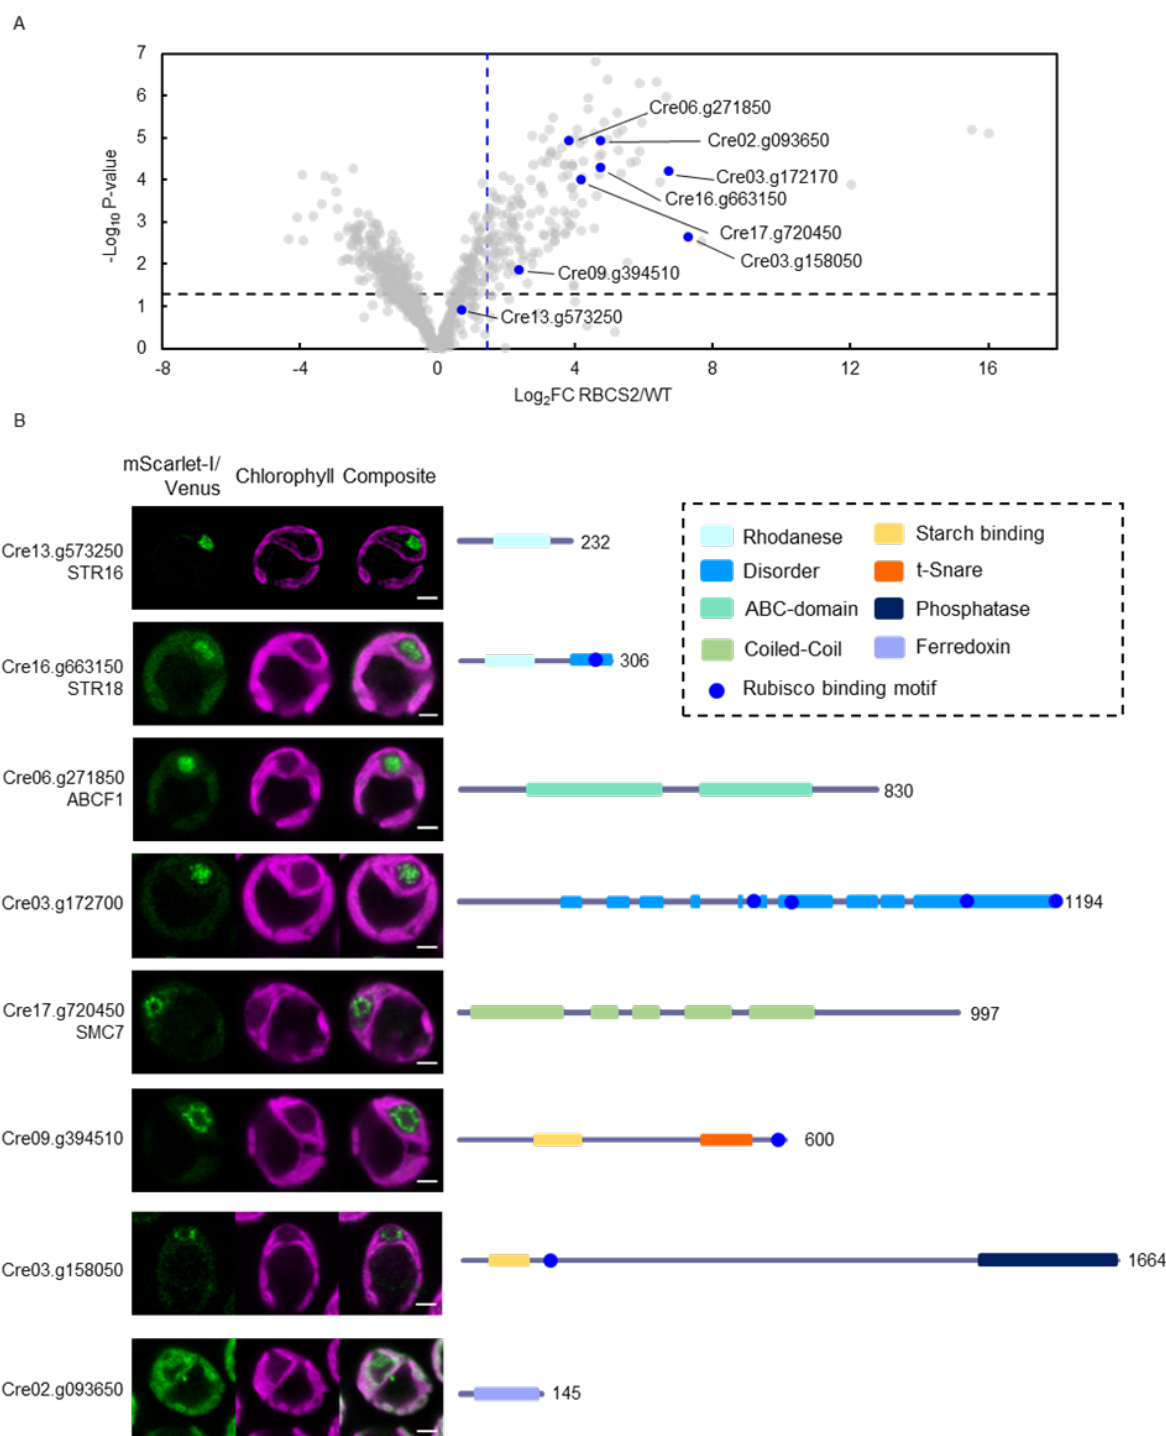 A
7
6
5
4
3
2
1
0
-Log10 P-value
Cre06.g271850
Cre02.g093650
Cre03.g172170
Cre16.g663150
Cre17.g720450
Cre03.g158050
Cre09.g394510
Cre13.g573250
-8 -4 0 4 8 12 16
Log2FC RBCS2/WT
B
mScarlet-I/
Venus Chlorophyll Composite
Cre13.g573250
STR16
232
Rhodanese Starch binding
Disorder t-Snare
ABC-domain Phosphatase
Coiled-Coil Ferredoxin
Rubisco binding motif
Cre16.g663150
STR18
306
Cre06.g271850
ABCF1
830
Cre03.g172700
1194
Cre17.g720450
SMC7
997
Cre09.g394510
600
Cre03.g158050
1664
Cre02.g093650
145